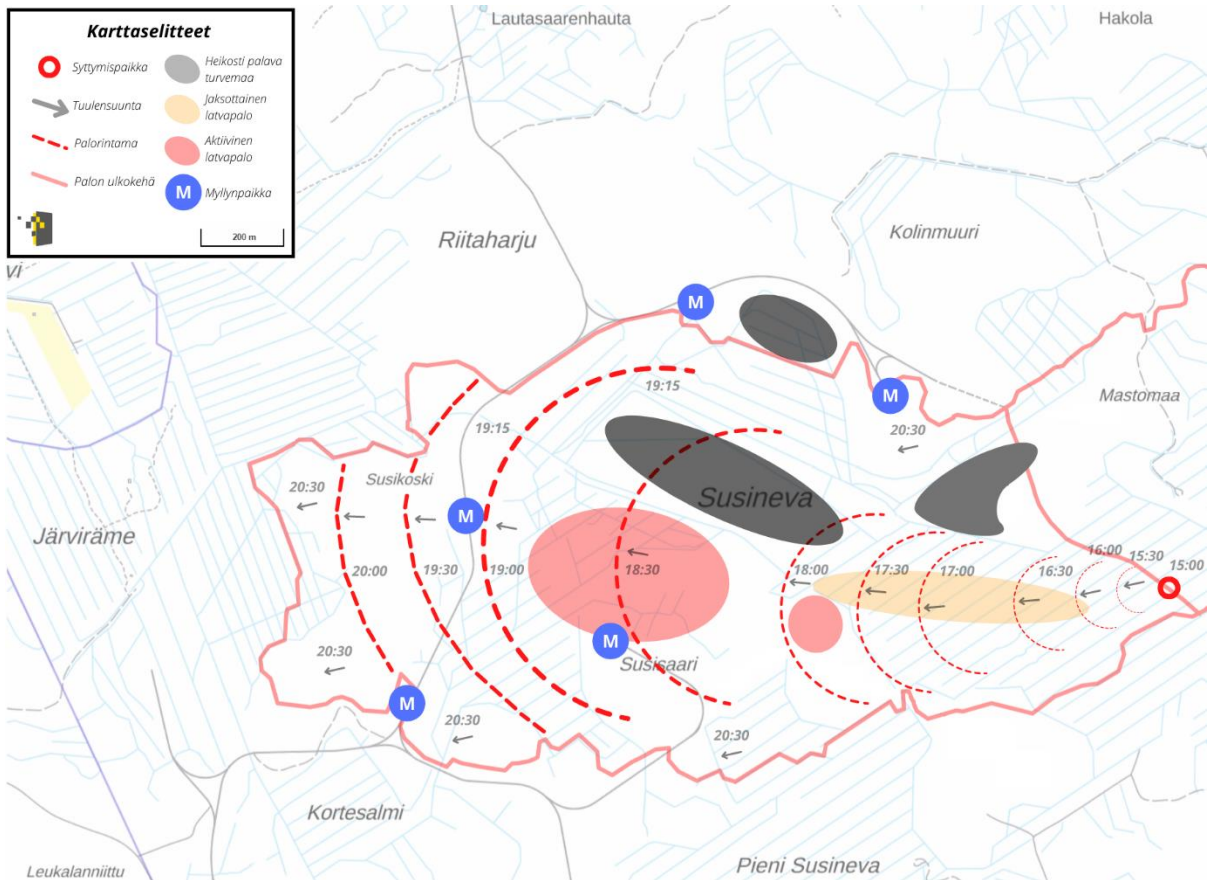 Karttaselitteet
Syttymispaikka
Heikosti palava
turvemaa
Tuulensuunta
Jaksottainen
latvapalo
Palorintama
Aktiivinen
latvapalo
Palon ulkokehä
M
Myllynpaikka
200 m
Lautasaarenhauta
Hakola
Riitaharju
Kolinmuuri
vi
M
19:15
M
Mastomaa
19:15
20:30
Susikoski
20:30
Susineva
M
Järviräme
20:00
19:30
19:00
18:30
18:00
17:30
17:00
16:30
16:00
15:30
15:00
M
20:30
Susisaari
M
20:30
20:30
Kortesalmi
Leukalanniittu
Pieni Susineva